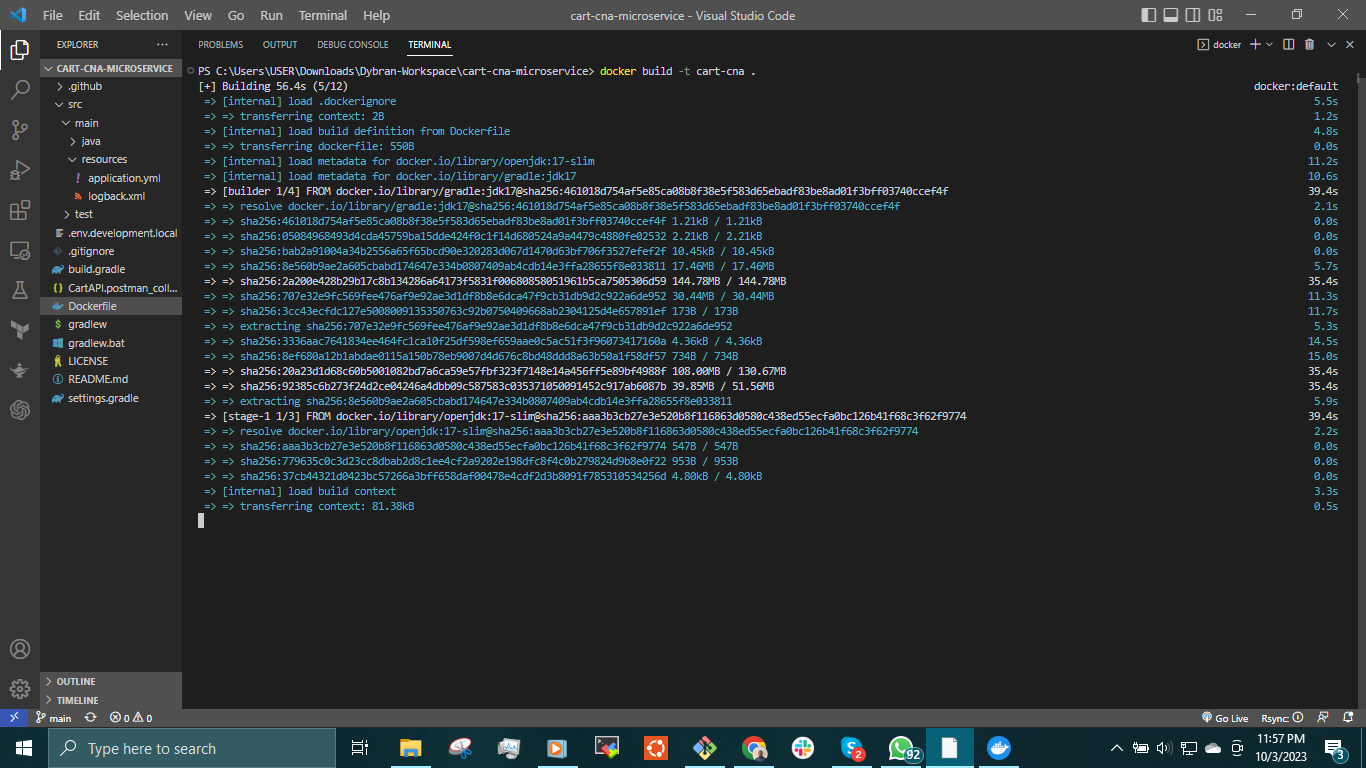 File Edit Selection View Go Run Terminal Help
cart-cna-microservice - Visual Studio Code
EXPLORER
PROBLEMS OUTPUT DEBUG CONSOLE TERMINAL
docker
CART-CNA-MICROSERVICE
.github
src
main
java
resources
application.yml
logback.xml
test
.env.development.local
.gitignore
build.gradle
CartAPI.postman_coll...
Dockerfile
gradlew
gradlew.bat
LICENSE
README.md
settings.gradle
OUTLINE
TIMELINE
PS C:\Users\USER\Downloads\Dybran-Workspace\cart-cna-microservice> docker build -t cart-cna .
[+] Building 56.4s (5/12) docker:default
=> [internal] load .dockerignore 5.5s
=> => transferring context: 2B 1.2s
=> [internal] load build definition from Dockerfile 4.8s
=> => transferring dockerfile: 550B 0.0s
=> [internal] load metadata for docker.io/library/openjdk:17-slim 11.2s
=> [internal] load metadata for docker.io/library/gradle:jdk17 10.6s
=> [builder 1/4] FROM docker.io/library/gradle:jdk17@sha256:461018d754af5e85ca08b8f38e5f583d65ebadf83be8ad01f3bff03740ccef4f 39.4s
=> => resolve docker.io/library/gradle:jdk17@sha256:461018d754af5e85ca08b8f38e5f583d65ebadf83be8ad01f3bff03740ccef4f 2.1s
=> => sha256:461018d754af5e85ca08b8f38e5f583d65ebadf83be8ad01f3bff03740ccef4f 1.21kB / 1.21kB 0.0s
=> => sha256:05084968493d4cda45759ba15dde424f0c1f14d680524a9a4479c4880fe02532 2.21kB / 2.21kB 0.0s
=> => sha256:bab2a91004a34b2556a65f65bcd90e320283d067d1470d63bf706f3527efef2f 10.45kB / 10.45kB 0.0s
=> => sha256:8e560b9ae2a605cbabd174647e334b0807409ab4cdb14e3ffa28655f8e033811 17.46MB / 17.46MB 5.7s
=> => sha256:2a200e428b29b17c8b134286a64173f5831f00680858051961b5ca7505306d59 144.78MB / 144.78MB 35.4s
=> => sha256:707e32e9fc569fee476af9e92ae3d1df8b8e6dca47f9cb31db9d2c922a6de952 30.44MB / 30.44MB 11.3s
=> => sha256:3cc43ecfdc127e5008009135350763c92b0750409668ab2304125d4e657891ef 173B / 173B 11.7s
=> => extracting sha256:707e32e9fc569fee476af9e92ae3d1df8b8e6dca47f9cb31db9d2c922a6de952 5.3s
=> => sha256:3336aac7641834ee464fc1ca10f25df598ef659aae0c5ac51f3f96073417160a 4.36kB / 4.36kB 14.5s
=> => sha256:8ef680a12b1abdae0115a150b78eb9007d4d676c8bd48ddd8a63b50a1f58df57 734B / 734B 15.0s
=> => sha256:20a23d1d68c60b5001082bd7a6ca59e57fbf323f7148e14a456ff5e89bf4988f 108.00MB / 130.67MB 35.4s
=> => sha256:92385c6b273f24d2ce04246a4dbb09c587583c035371050091452c917ab6087b 39.85MB / 51.56MB 35.4s
=> => extracting sha256:8e560b9ae2a605cbabd174647e334b0807409ab4cdb14e3ffa28655f8e033811 5.9s
=> [stage-1 1/3] FROM docker.io/library/openjdk:17-slim@sha256:aaa3b3cb27e3e520b8f116863d0580c438ed55ecfa0bc126b41f68c3f62f9774 39.4s
=> => resolve docker.io/library/openjdk:17-slim@sha256:aaa3b3cb27e3e520b8f116863d0580c438ed55ecfa0bc126b41f68c3f62f9774 2.2s
=> => sha256:aaa3b3cb27e3e520b8f116863d0580c438ed55ecfa0bc126b41f68c3f62f9774 547B / 547B 0.0s
=> => sha256:779635c0c3d23cc8dbab2d8c1ee4cf2a9202e198dfc8f4c0b279824d9b8e0f22 953B / 953B 0.0s
=> => sha256:37cb44321d0423bc57266a3bff658daf00478e4cdf2d3b8091f785310534256d 4.80kB / 4.80kB 0.0s
=> [internal] load build context 3.3s
=> => transferring context: 81.38kB 0.5s
main 0 0
Go Live Rsync:
Type here to search
2
92
11:57 PM
10/3/2023
3